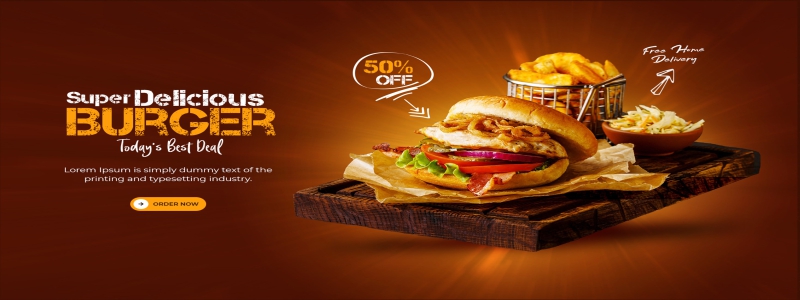 Super Delicious
BURGER
Today's Best Deal
Lorem Ipsum is simply dummy text of the
printing and typesetting industry.
ORDER NOW
50%
OFF
Free Home
Delivery